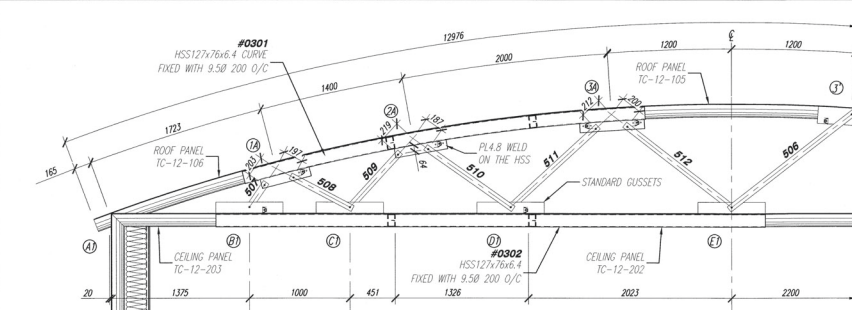 12976
℄
#0301
HSS127x76x6.4 CURVE
FIXED WITH 9.5Ø 200 O/C
2000
1200
1200
1400
ROOF PANEL
TC-12-105
1723
1A
2A
3A
3'
ROOF PANEL
TC-12-106
165
203
197
219
187
212
200
64
PL4.8 WELD
ON THE HSS
507
508
509
510
511
512
506
STANDARD GUSSETS
A1
B1
C1
D1
E1
CEILING PANEL
TC-12-203
#0302
HSS127x76x6.4
FIXED WITH 9.5Ø 200 O/C
CEILING PANEL
TC-12-202
20
1375
1000
451
1326
2023
2200